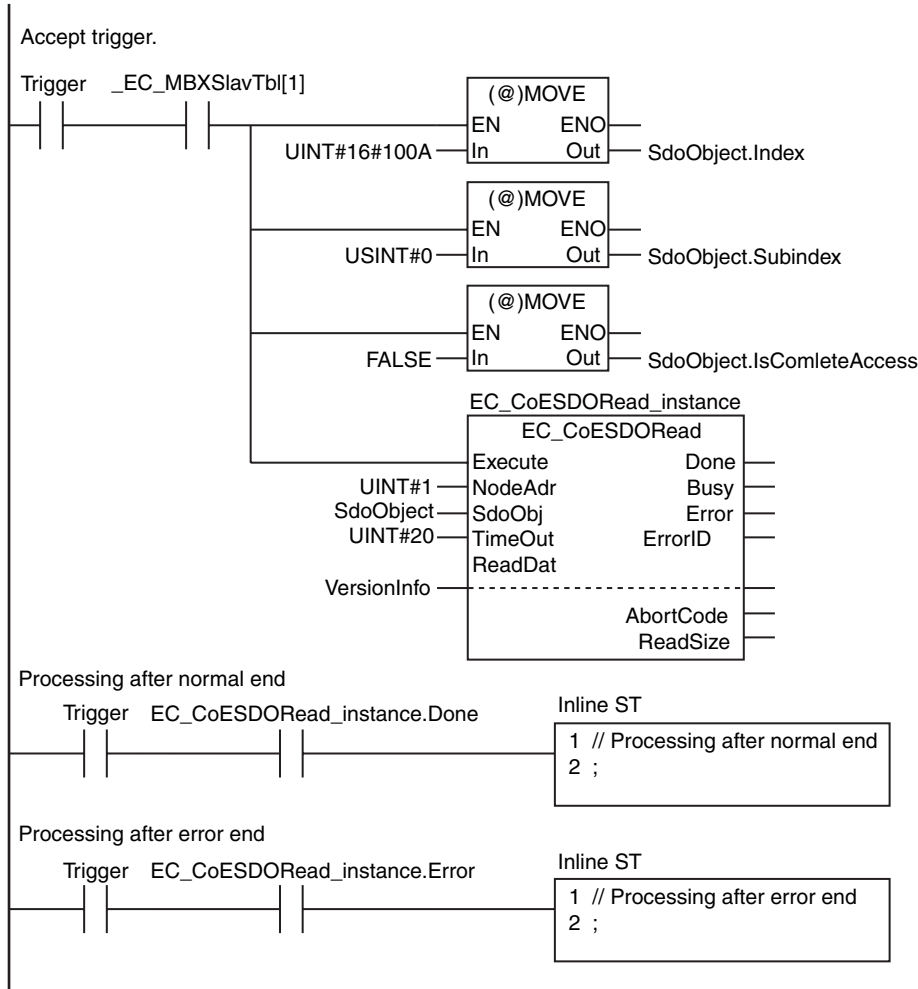 Accept trigger.
Trigger _EC_MBXSlavTbl[1]
(@)MOVE
EN ENO
UINT#16#100A In Out SdoObject.Index
(@)MOVE
EN ENO
USINT#0 In Out SdoObject.Subindex
(@)MOVE
EN ENO
FALSE In Out SdoObject.IsComleteAccess
EC_CoESDORead_instance
EC_CoESDORead
Execute Done
UINT#1 NodeAdr Busy
SdoObject SdoObj Error
UINT#20 TimeOut ErrorID
ReadDat
VersionInfo
AbortCode
ReadSize
Processing after normal end
Trigger EC_CoESDORead_instance.Done Inline ST
1 // Processing after normal end
2 ;
Processing after error end
Trigger EC_CoESDORead_instance.Error Inline ST
1 // Processing after error end
2 ;